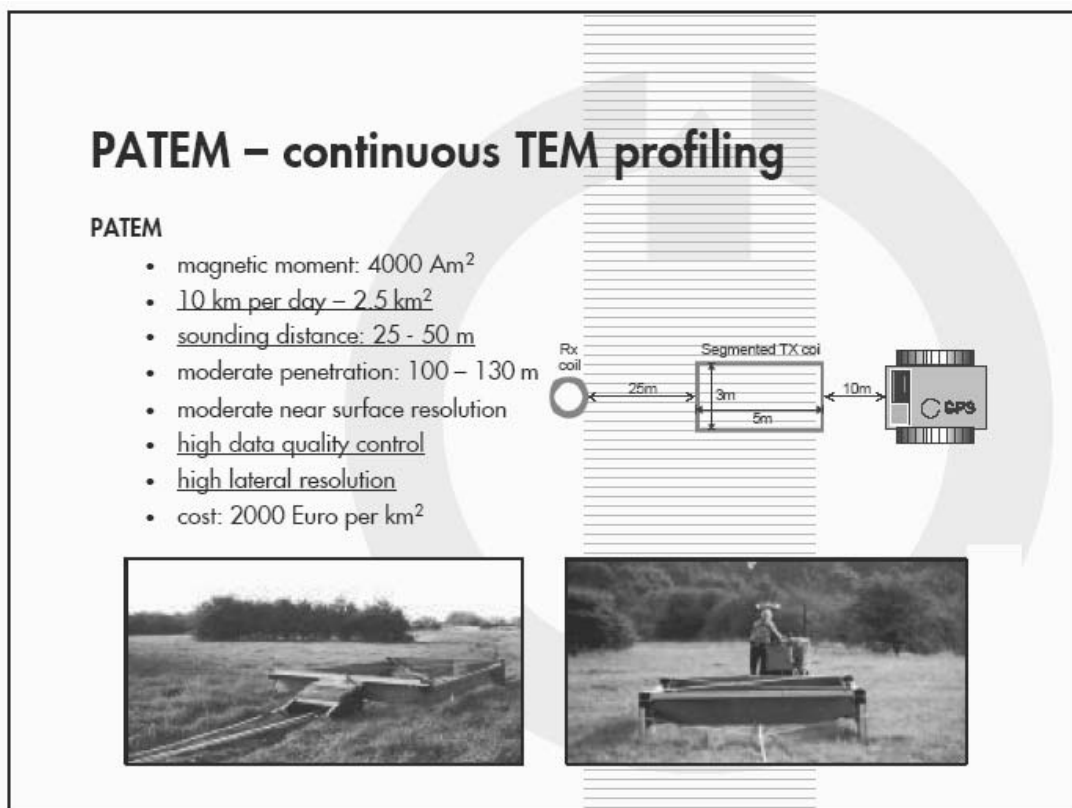 PATEM – continuous TEM profiling
PATEM
• magnetic moment: 4000 Am²
• 10 km per day – 2.5 km²
• sounding distance: 25 - 50 m
• moderate penetration: 100 – 130 m
• moderate near surface resolution
• high data quality control
• high lateral resolution
• cost: 2000 Euro per km²
Rx
coil
25m
Segmented TX coi
3m
5m
10m
GPS